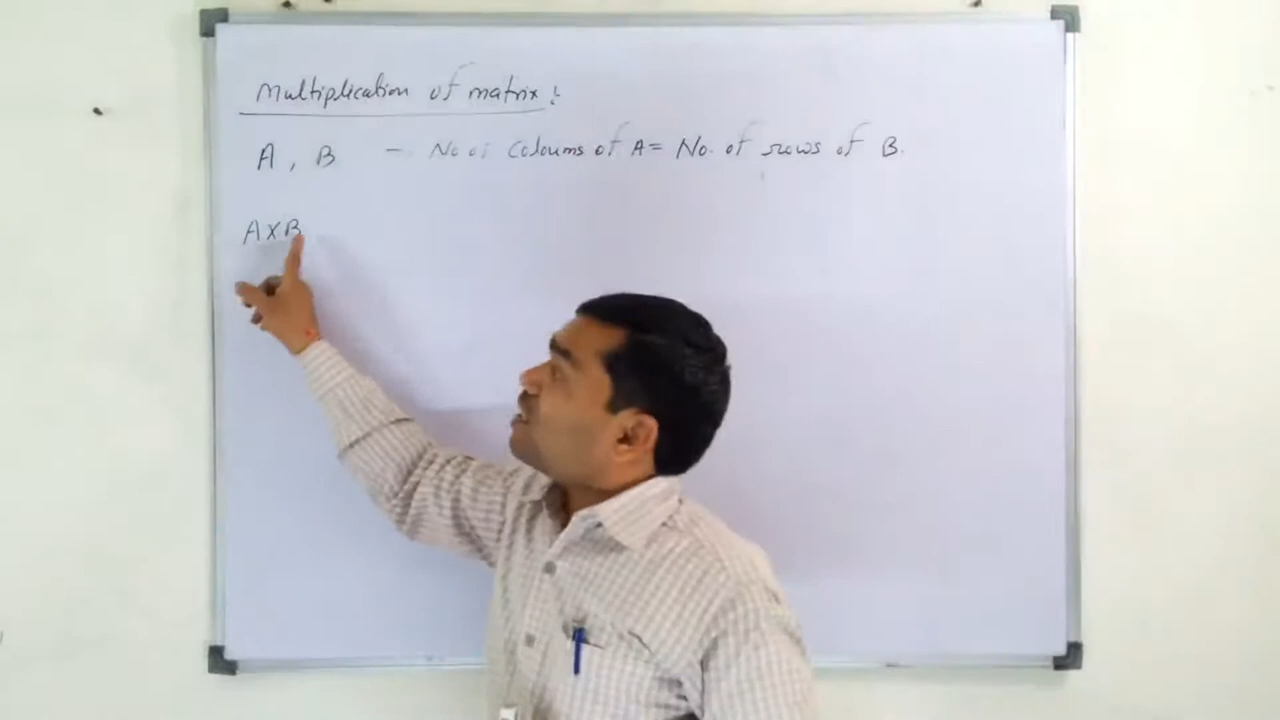 Multiplication of matrix :
A , B - No of Coloums of A = No. of rows of B.
A x B